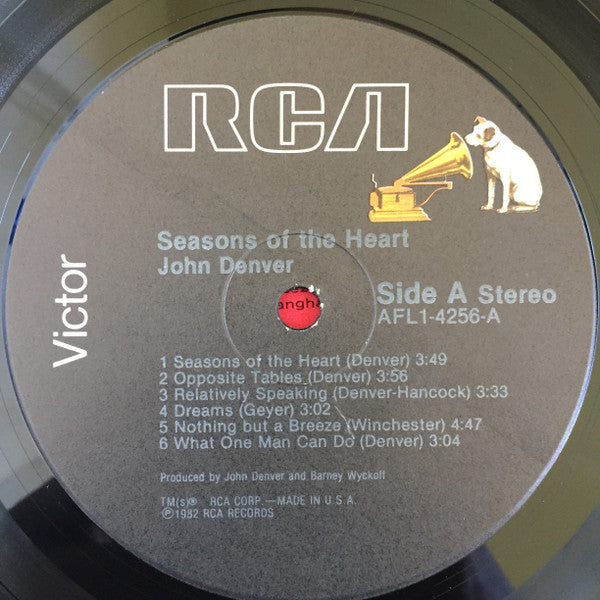 RCA
Victor
Seasons of the Heart
John Denver
Side A Stereo
AFL1-4256-A
angh
1 Seasons of the Heart (Denver) 3:49
2 Opposite Tables (Denver) 3:56
3 Relatively Speaking (Denver-Hancock) 3:33
4 Dreams (Geyer) 3:02
5 Nothing but a Breeze (Winchester) 4:47
6 What One Man Can Do (Denver) 3:04
Produced by John Denver and Barney Wyckoff
TM(s)® RCA CORP.—MADE IN U.S.A.
℗1982 RCA RECORDS